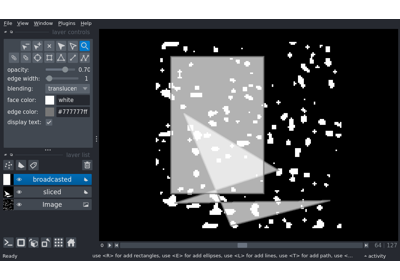 File View Window Plugins Help
layer controls
opacity: 0.70
edge width: 1
blending: translucen
face color: white
edge color: #777777ff
display text:
layer list
broadcasted
sliced
Image
0 64 127
Ready use <R> for add rectangles, use <E> for add ellipses, use <L> for add lines, use <T> for add path, use <... activity